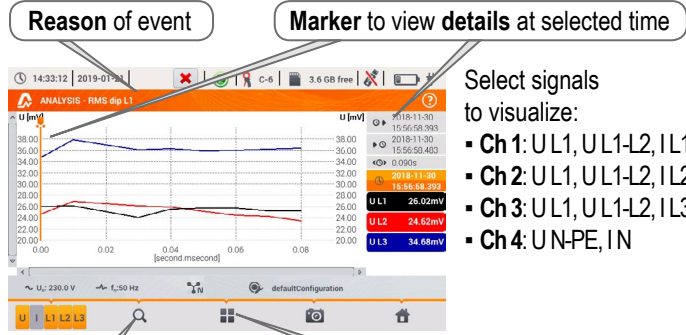 Reason of event
Marker to view details at selected time
14:33:12 2019-01-21 C-6 3.6 GB free
ANALYSIS - RMS dip L1
U [mV] U [mV]
2018-11-30
15:56:58.393
2018-11-30
15:56:58.483
0.090s
2018-11-30
15:56:58.393
38.00 38.00
36.00 36.00
34.00 34.00
32.00 32.00
30.00 30.00
28.00 28.00
26.00 26.00
24.00 24.00
22.00 22.00
20.00 20.00
U L1 26.02mV
U L2 24.62mV
U L3 34.68mV
0.00 0.02 0.04 0.06 0.08
[second.msecond]
Uₙ: 230.0 V fₙ:50 Hz N defaultConfiguration
U I L1 L2 L3
Select signals
to visualize:
▪ Ch 1: U L1, U L1-L2, I L1
▪ Ch 2: U L1, U L1-L2, I L2
▪ Ch 3: U L1, U L1-L2, I L3
▪ Ch 4: U N-PE, I N